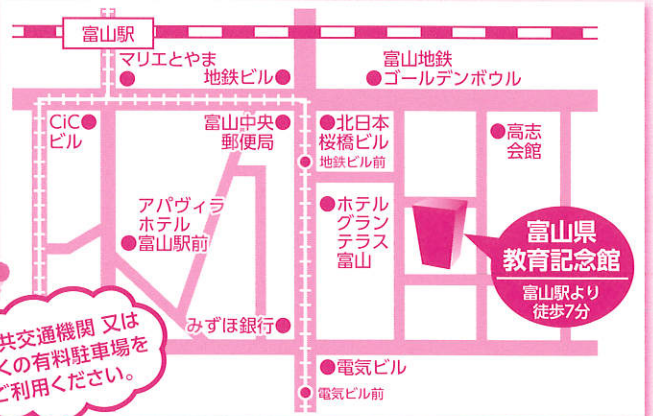 富山駅
マリエとやま
地鉄ビル
富山地鉄
ゴールデンボウル
CiC
ビル
富山中央
郵便局
北日本
桜橋ビル
地鉄ビル前
高志
会館
アパヴィラ
ホテル
富山駅前
ホテル
グラン
テラス
富山
富山県
教育記念館
富山駅より
徒歩7分
みずほ銀行
共交通機関 又は
くの有料駐車場を
ご利用ください。
電気ビル
電気ビル前